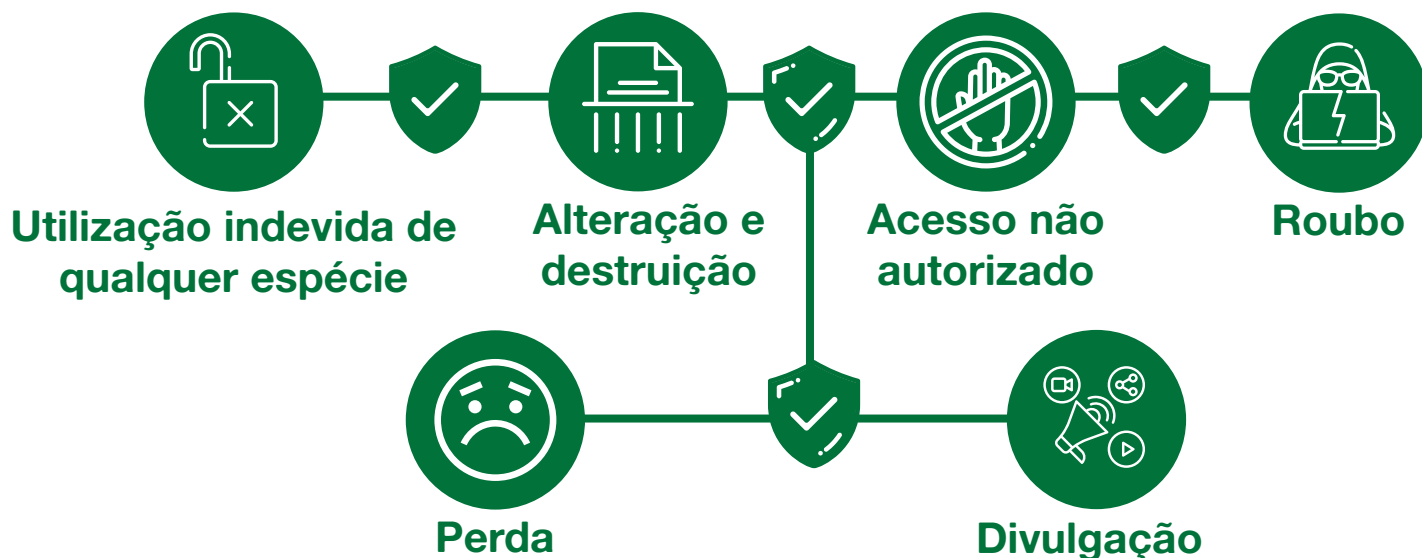 Utilização indevida de
qualquer espécie
Alteração e
destruição
Acesso não
autorizado
Roubo
Perda
Divulgação